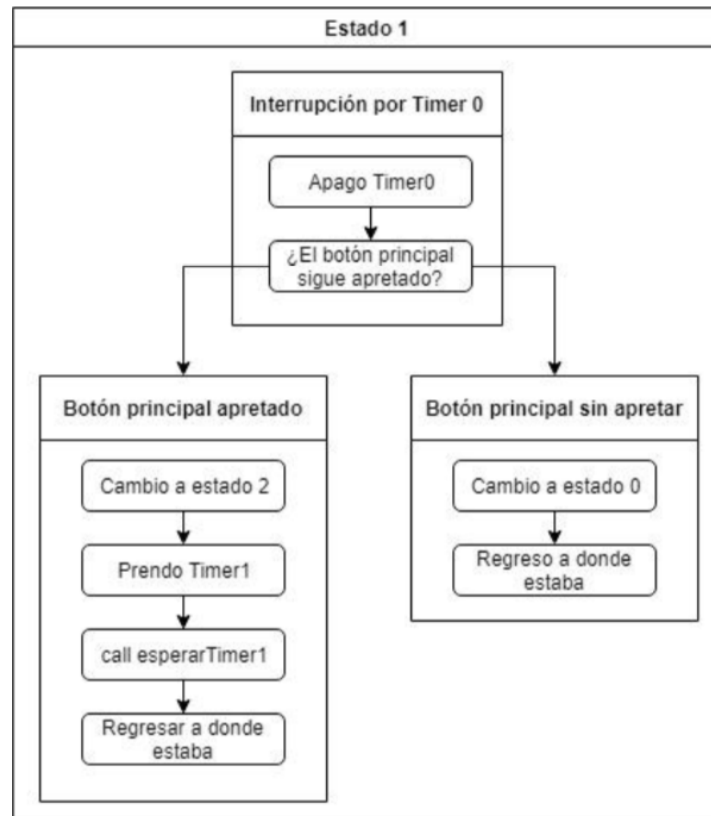 Estado 1
Interrupción por Timer 0
Apago Timer0
¿El botón principal
sigue apretado?
Botón principal apretado
Cambio a estado 2
Prendo Timer1
call esperarTimer1
Regresar a donde
estaba
Botón principal sin apretar
Cambio a estado 0
Regreso a donde
estaba